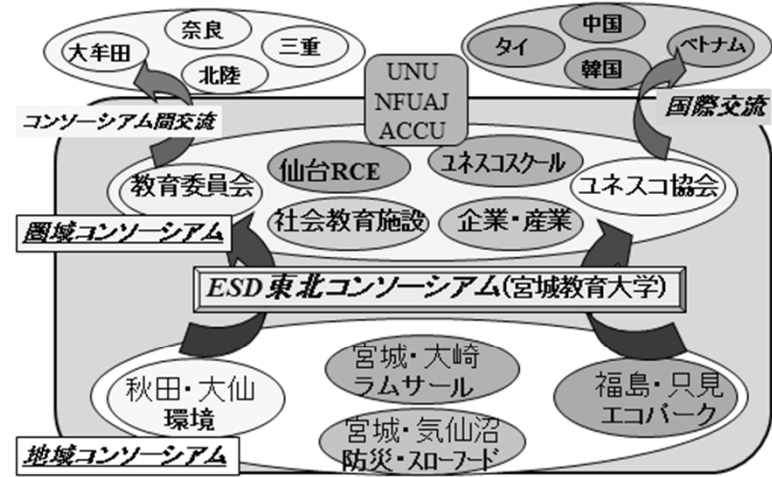 奈良
大牟田
三重
北陸
中国
タイ
ベトナム
韓国
UNU
NFUAJ
ACCU
コンソーシアム間交流
国際交流
教育委員会
仙台RCE
ユネスコスクール
ユネスコ協会
社会教育施設
企業・産業
圏域コンソーシアム
ESD東北コンソーシアム(宮城教育大学)
秋田・大仙
環境
宮城・大崎
ラムサール
福島・只見
エコパーク
宮城・気仙沼
防災・スローフード
地域コンソーシアム